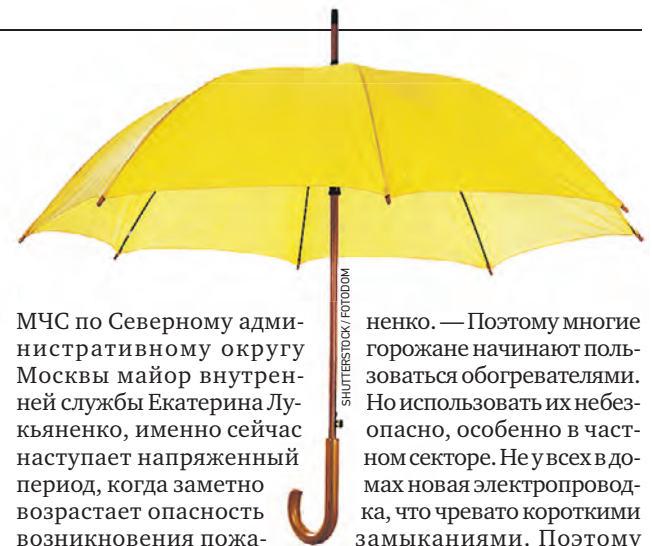 МЧС по Северному адми-
нистративному округу
Москвы майор внутрен-
ней службы Екатерина Лу-
кьяненко, именно сейчас
наступает напряженный
период, когда заметно
возрастает опасность
возникновения пожа-
SHUTTERSTOCK / FOTODOM
ненко. — Поэтому многие
горожане начинают поль-
зоваться обогревателями.
Но использовать их небез-
опасно, особенно в част-
ном секторе. Не у всех в до-
мах новая электропровод-
ка, что чревато короткими
замыканиями. Поэтому